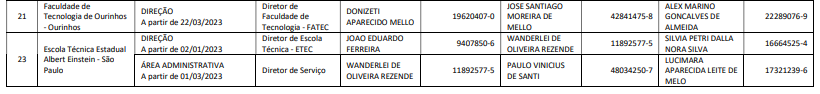 21
Faculdade de
Tecnologia de Ourinhos
- Ourinhos
DIREÇÃO
A partir de 22/03/2023
Diretor de
Faculdade de
Tecnologia - FATEC
DONIZETI
APARECIDO MELLO
19620407-0
JOSE SANTIAGO
MOREIRA DE
MELLO
42841475-8
ALEX MARINO
GONCALVES DE
ALMEIDA
22289076-9
23
Escola Técnica Estadual
Albert Einstein - São
Paulo
DIREÇÃO
A partir de 02/01/2023
Diretor de Escola
Técnica - ETEC
JOAO EDUARDO
FERREIRA
9407850-6
WANDERLEI DE
OLIVEIRA REZENDE
11892577-5
SILVIA PETRI DALLA
NORA SILVA
16664525-4
ÁREA ADMINISTRATIVA
A partir de 01/03/2023
Diretor de Serviço
WANDERLEI DE
OLIVEIRA REZENDE
11892577-5
PAULO VINICIUS
DE SANTI
48034250-7
LUCIMARA
APARECIDA LEITE DE
MELO
17321239-6